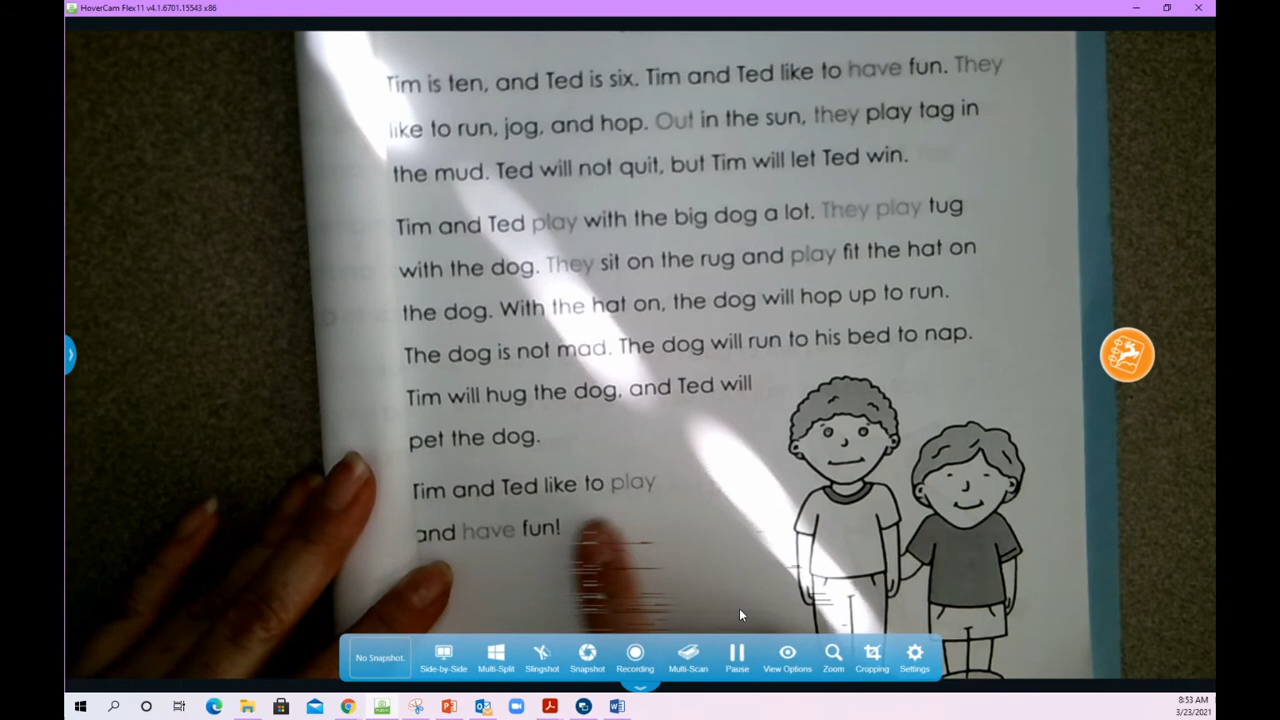 HoverCam Flex11 v4.1.6701.15543 x86
Tim is ten, and Ted is six. Tim and Ted like to have fun. They
like to run, jog, and hop. Out in the sun, they play tag in
the mud. Ted will not quit, but Tim will let Ted win.
Tim and Ted play with the big dog a lot. They play tug
with the dog. They sit on the rug and play fit the hat on
the dog. With the hat on, the dog will hop up to run.
The dog is not mad. The dog will run to his bed to nap.
Tim will hug the dog, and Ted will
pet the dog.
Tim and Ted like to play
and have fun!
No Snapshot.
Side-by-Side
Multi-Split
Slingshot
Snapshot
Recording
Multi-Scan
Pause
View Options
Zoom
Cropping
Settings
8:53 AM
3/23/2021